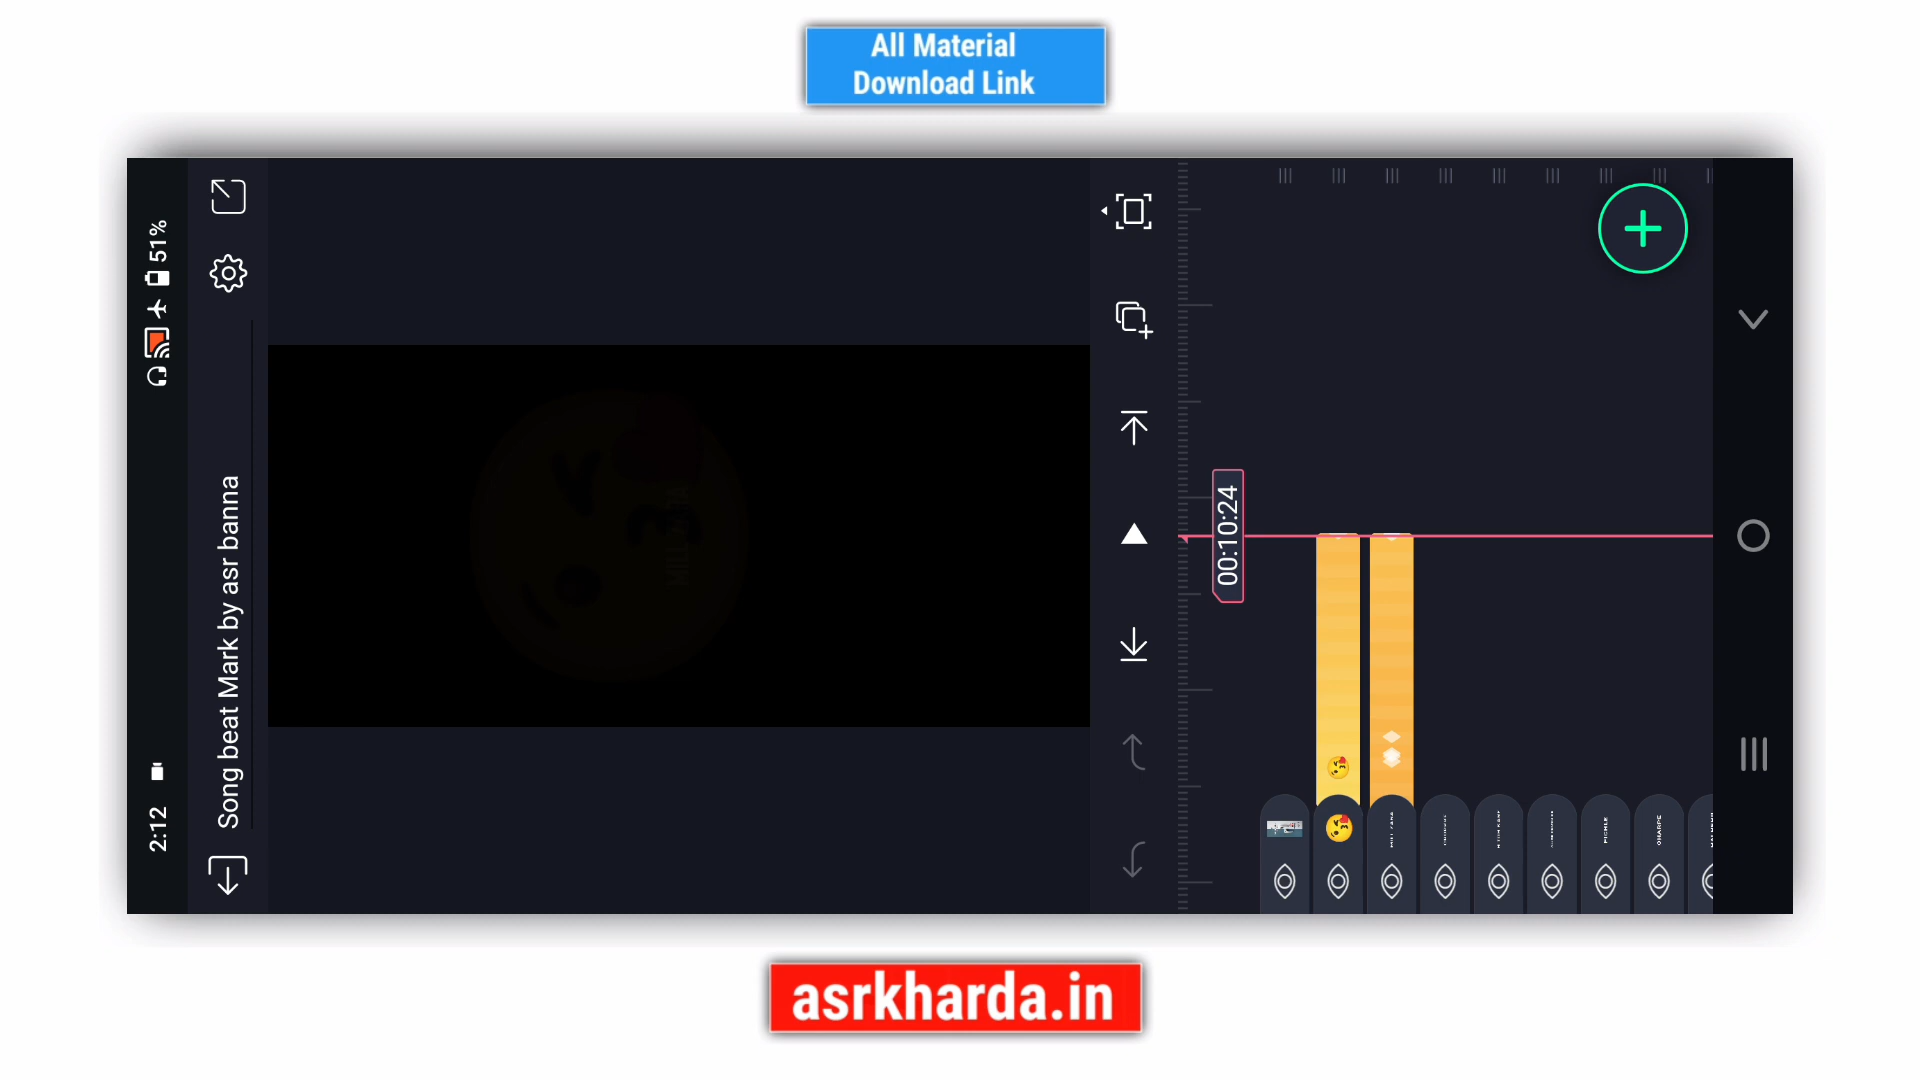 All Material
Download Link
2:12
51%
Song beat Mark by asr banna
00:10:24
asrkharda.in